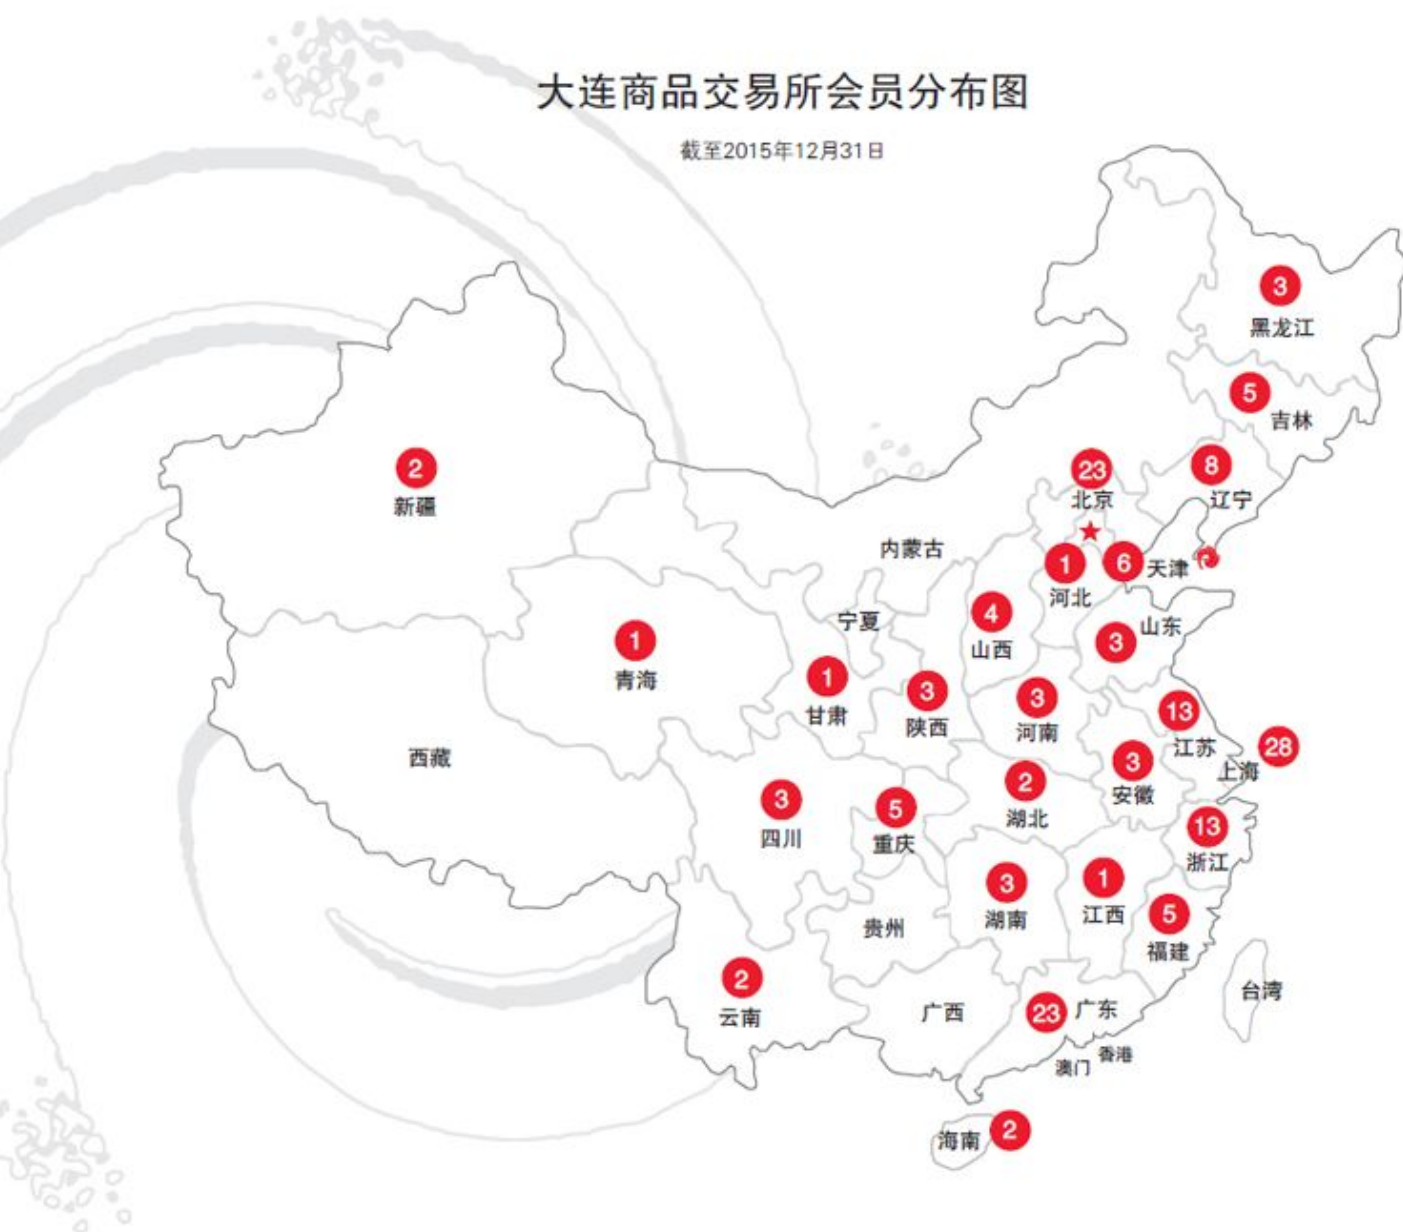 大连商品交易所会员分布图
截至2015年12月31日
3
黑龙江
5
吉林
8
辽宁
23
北京
2
新疆
内蒙古
1
河北
6
天津
宁夏
4
山西
3
山东
1
青海
1
甘肃
3
陕西
3
河南
13
江苏
28
上海
西藏
3
安徽
2
湖北
3
四川
5
重庆
13
浙江
3
湖南
1
江西
5
福建
贵州
2
云南
广西
23
广东
台湾
香港
澳门
海南
2